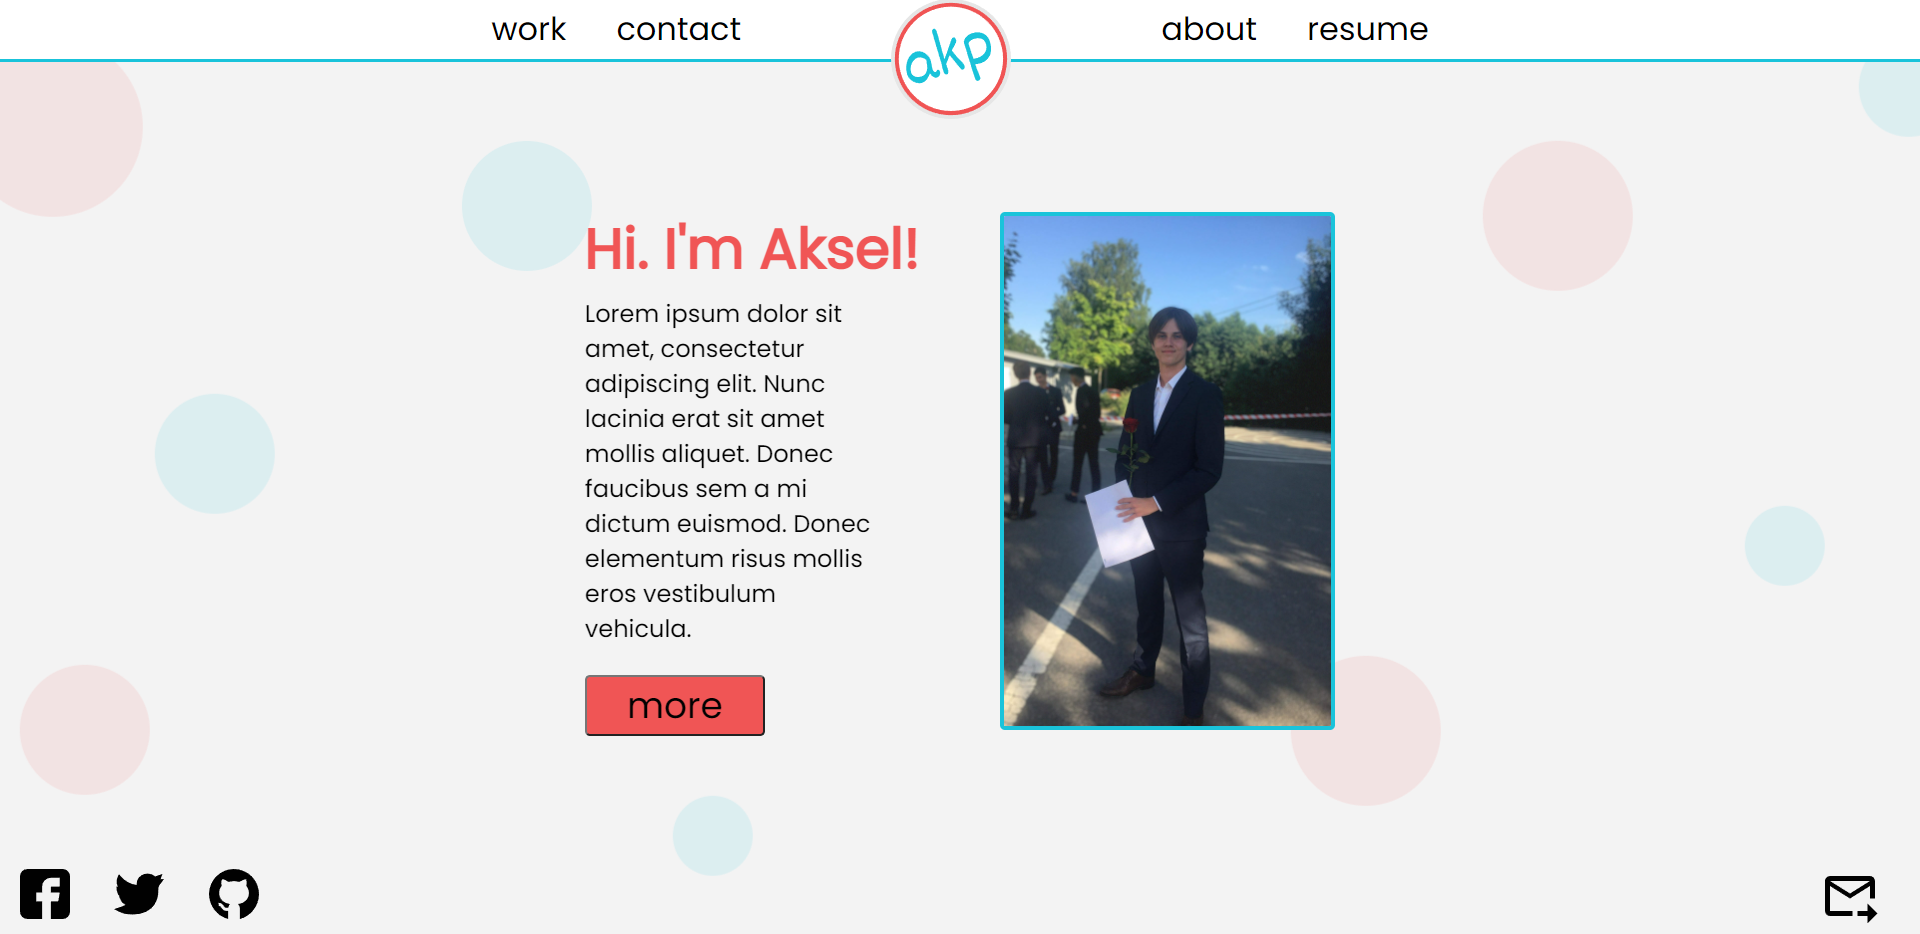 work
contact
akp
about
resume
Hi. I'm Aksel!
Lorem ipsum dolor sit
amet, consectetur
adipiscing elit. Nunc
lacinia erat sit amet
mollis aliquet. Donec
faucibus sem a mi
dictum euismod. Donec
elementum risus mollis
eros vestibulum
vehicula.
more